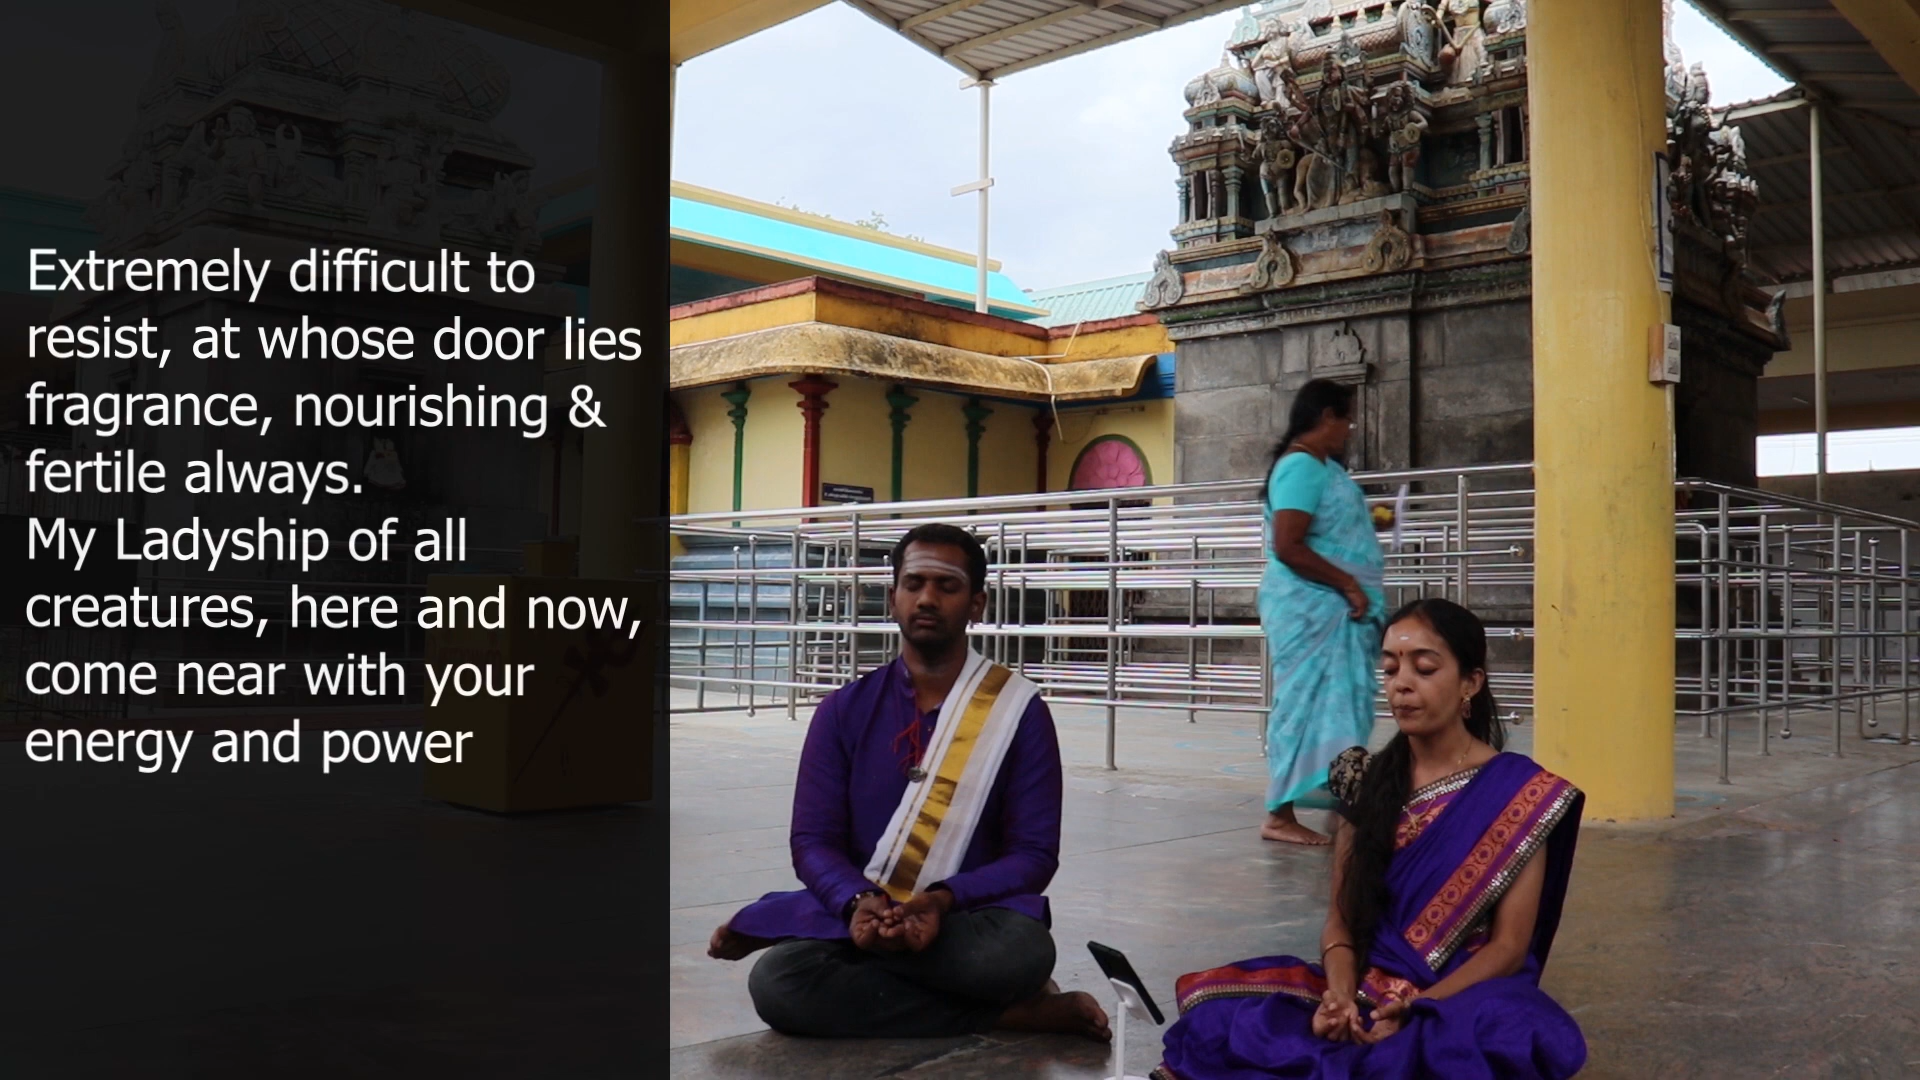 Extremely difficult to
resist, at whose door lies
fragrance, nourishing &
fertile always.
My Ladyship of all
creatures, here and now,
come near with your
energy and power